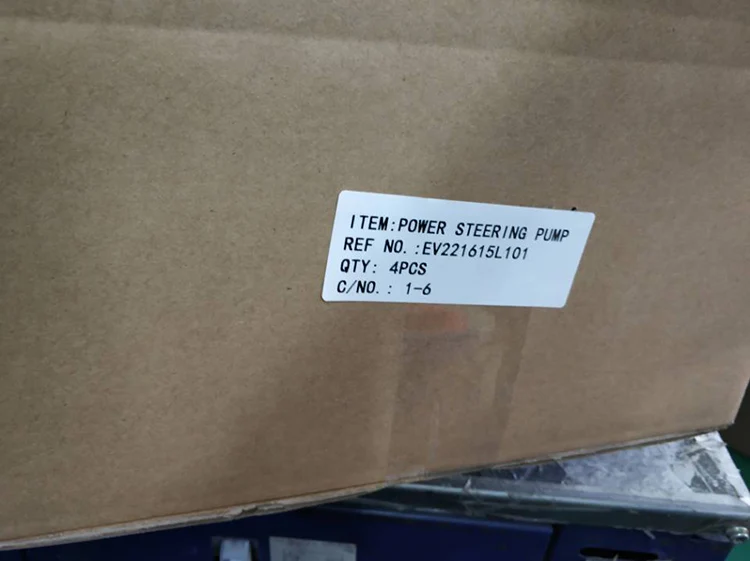 ITEM:POWER STEERING PUMP
REF NO.:EV221615L101
QTY: 4PCS
C/NO.: 1-6